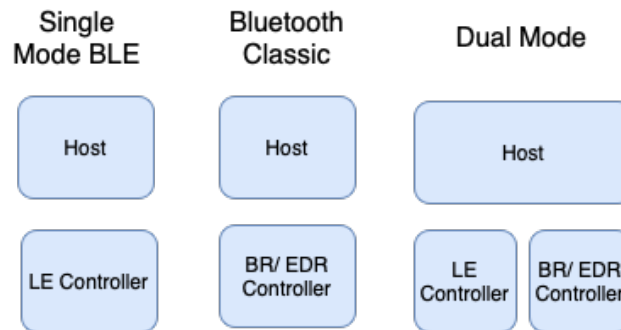 Single
Mode BLE
Bluetooth
Classic
Dual Mode
Host
Host
Host
LE Controller
BR/ EDR
Controller
LE
Controller
BR/ EDR
Controller